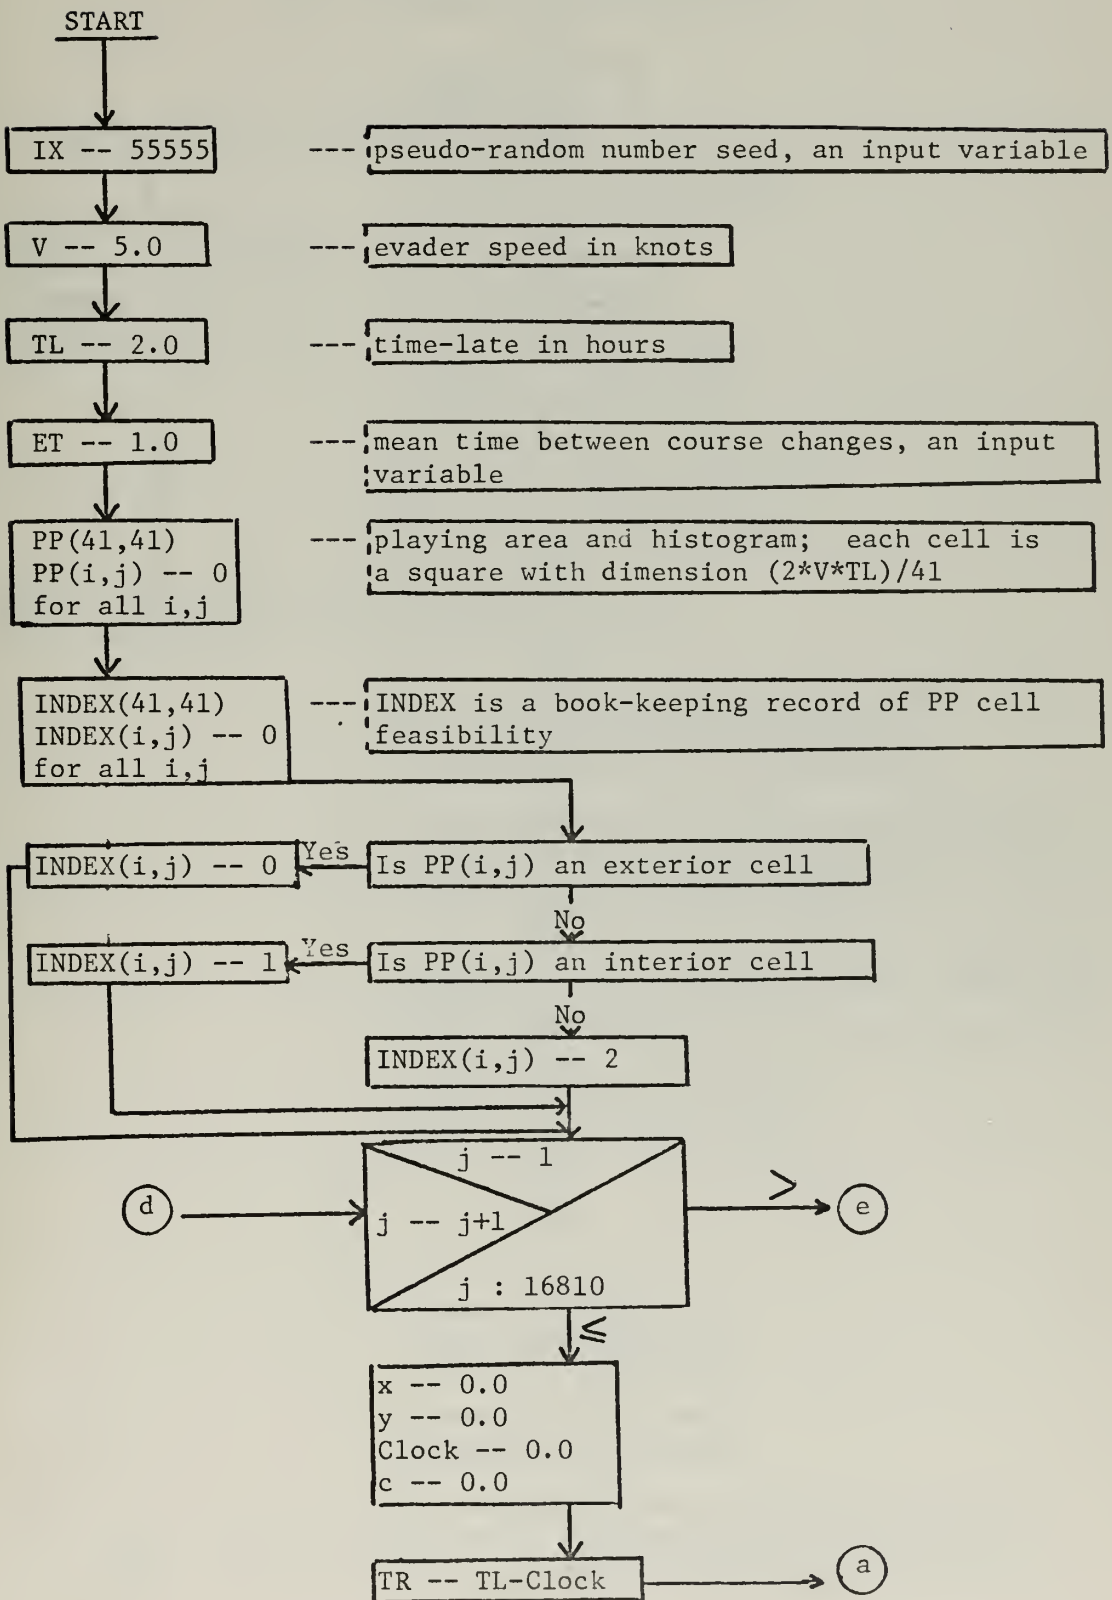 START
IX -- 55555
--- pseudo-random number seed, an input variable
V -- 5.0
--- evader speed in knots
TL -- 2.0
--- time-late in hours
ET -- 1.0
--- mean time between course changes, an input
variable
PP(41,41)
PP(i,j) -- 0
for all i,j
--- playing area and histogram; each cell is
a square with dimension (2*V*TL)/41
INDEX(41,41)
INDEX(i,j) -- 0
for all i,j
--- INDEX is a book-keeping record of PP cell
feasibility
INDEX(i,j) -- 0
Yes
Is PP(i,j) an exterior cell
No
INDEX(i,j) -- 1
Yes
Is PP(i,j) an interior cell
No
INDEX(i,j) -- 2
j -- 1
d
j -- j+1
>
e
j : 16810
≤
x -- 0.0
y -- 0.0
Clock -- 0.0
c -- 0.0
TR -- TL-Clock
a